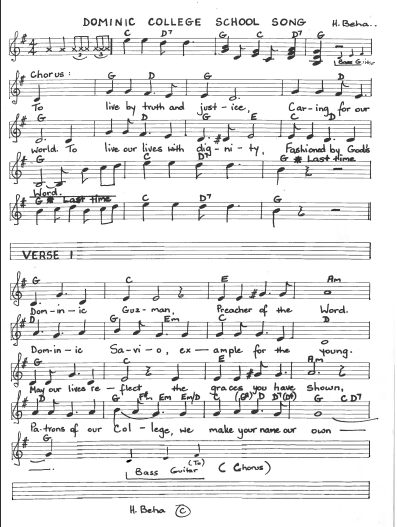 DOMINIC COLLEGE SCHOOL SONG H. Beha..
C D7 G C D7 G
Bass Guitar
Chorus: G D G C D
To live by truth and just-ice, Car-ing for our
G D G E C D
world. To live our lives with dig-ni-ty, Fashioned by God's
G C D7 G * Last time
Word.
G * Last time C D7 G
VERSE 1
G C E Am
Dom-in-ic Guz-man, Preacher of the Word.
D G Em C D
Dom-in-ic Sa-vi-o, ex-ample for the young.
G C E Am
May our lives re-flect the graces you have shown,
D G F#m Em Em/D C D D7 G C D7
Patrons of our Col-lege, we make your name our own
G
Bass Guitar (To) (Chorus)
H. Beha ©